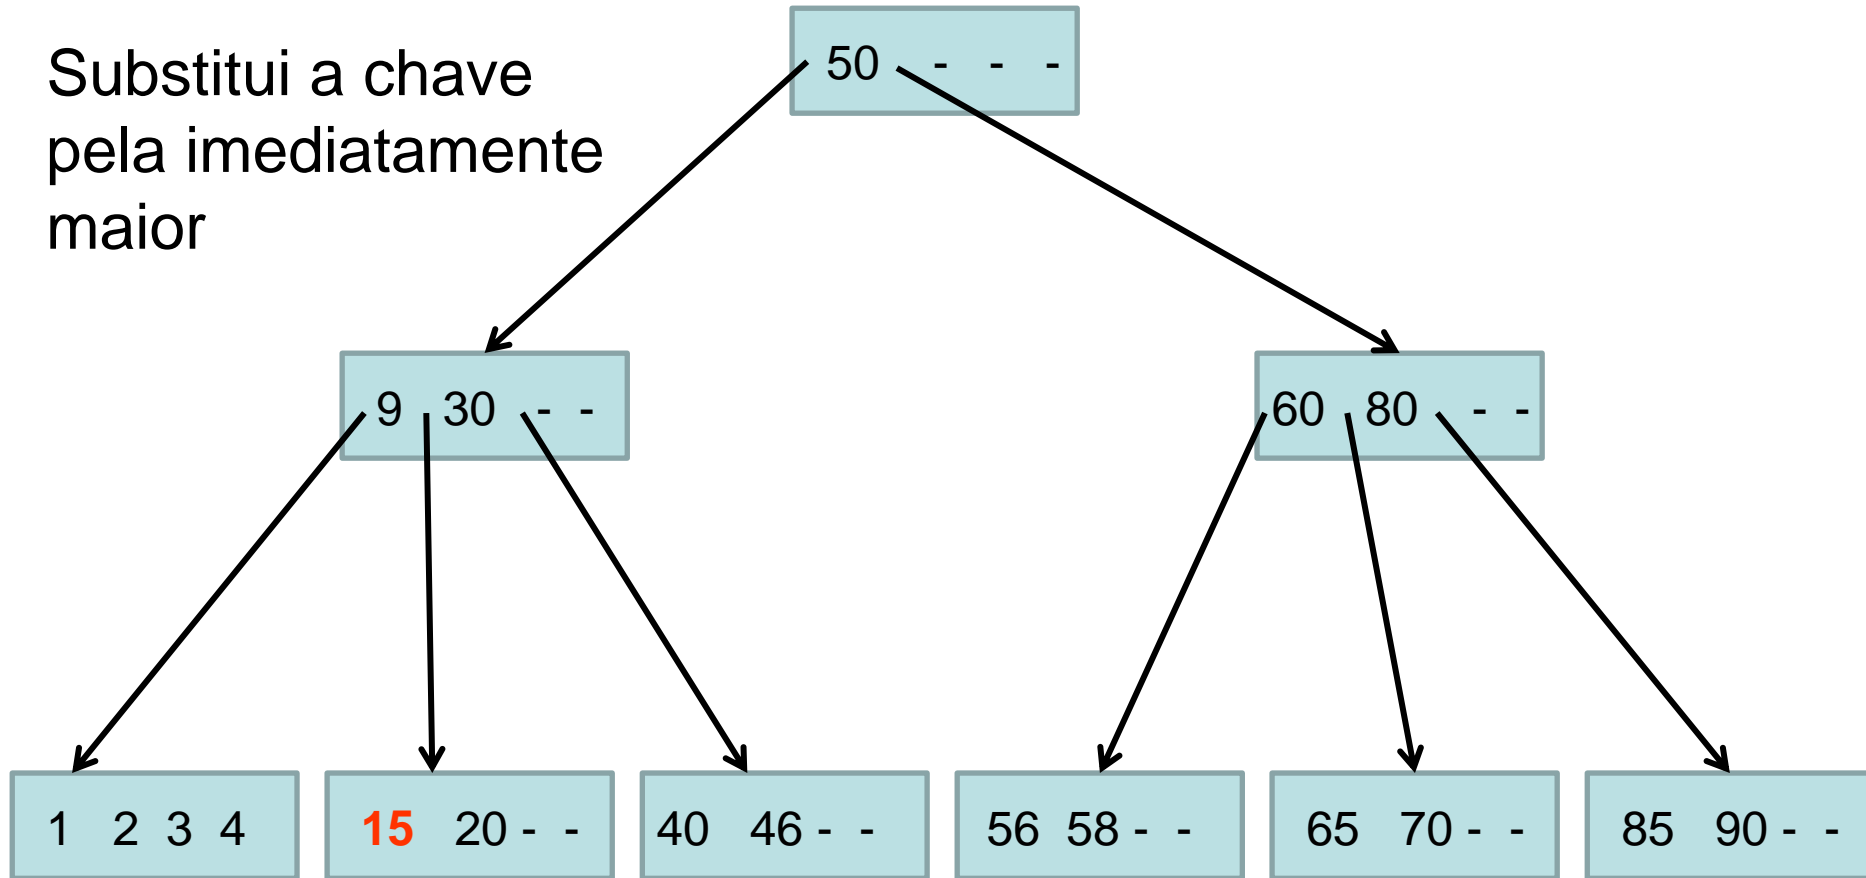 Substitui a chave
pela imediatamente
maior
50 - - -
9 30 - -
60 80 - -
1 2 3 4
15 20 - -
40 46 - -
56 58 - -
65 70 - -
85 90 - -